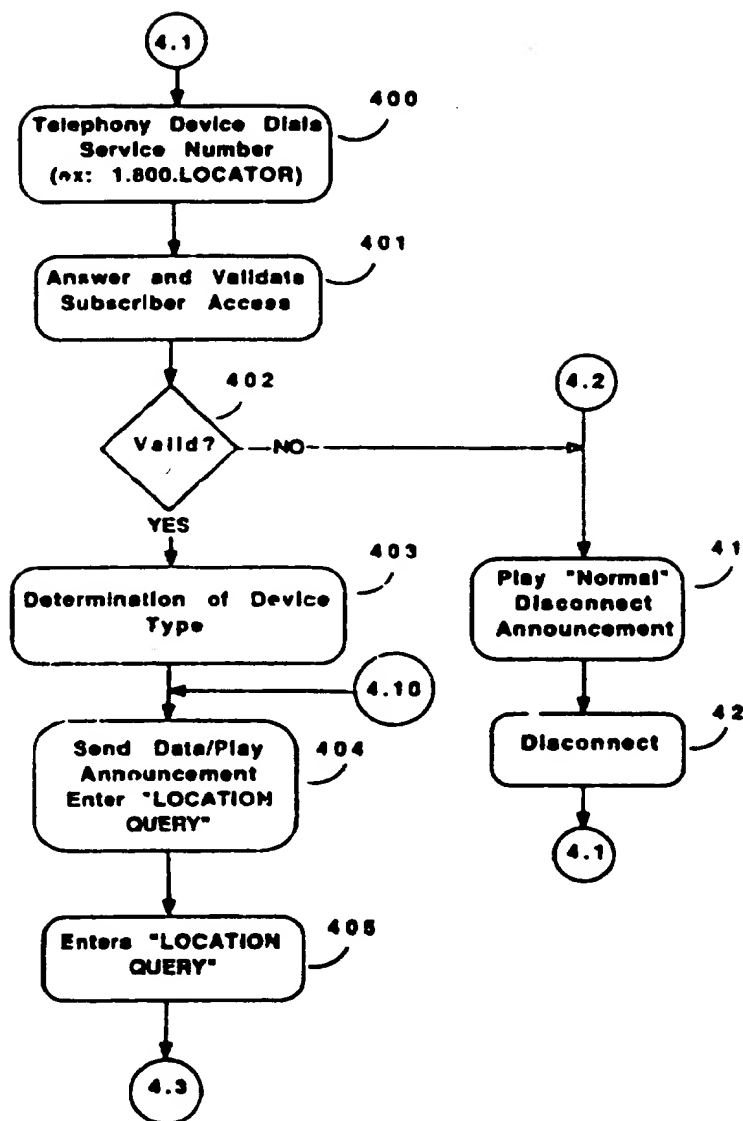 4.1
400
Telephony Device Dials
Service Number
(ex: 1.800.LOCATOR)
401
Answer and Validate
Subscriber Access
402
Valid?
NO
YES
4.2
403
Determination of Device
Type
41
Play "Normal"
Disconnect
Announcement
4.10
404
Send Data/Play
Announcement
Enter "LOCATION
QUERY"
42
Disconnect
4.1
405
Enters "LOCATION
QUERY"
4.3